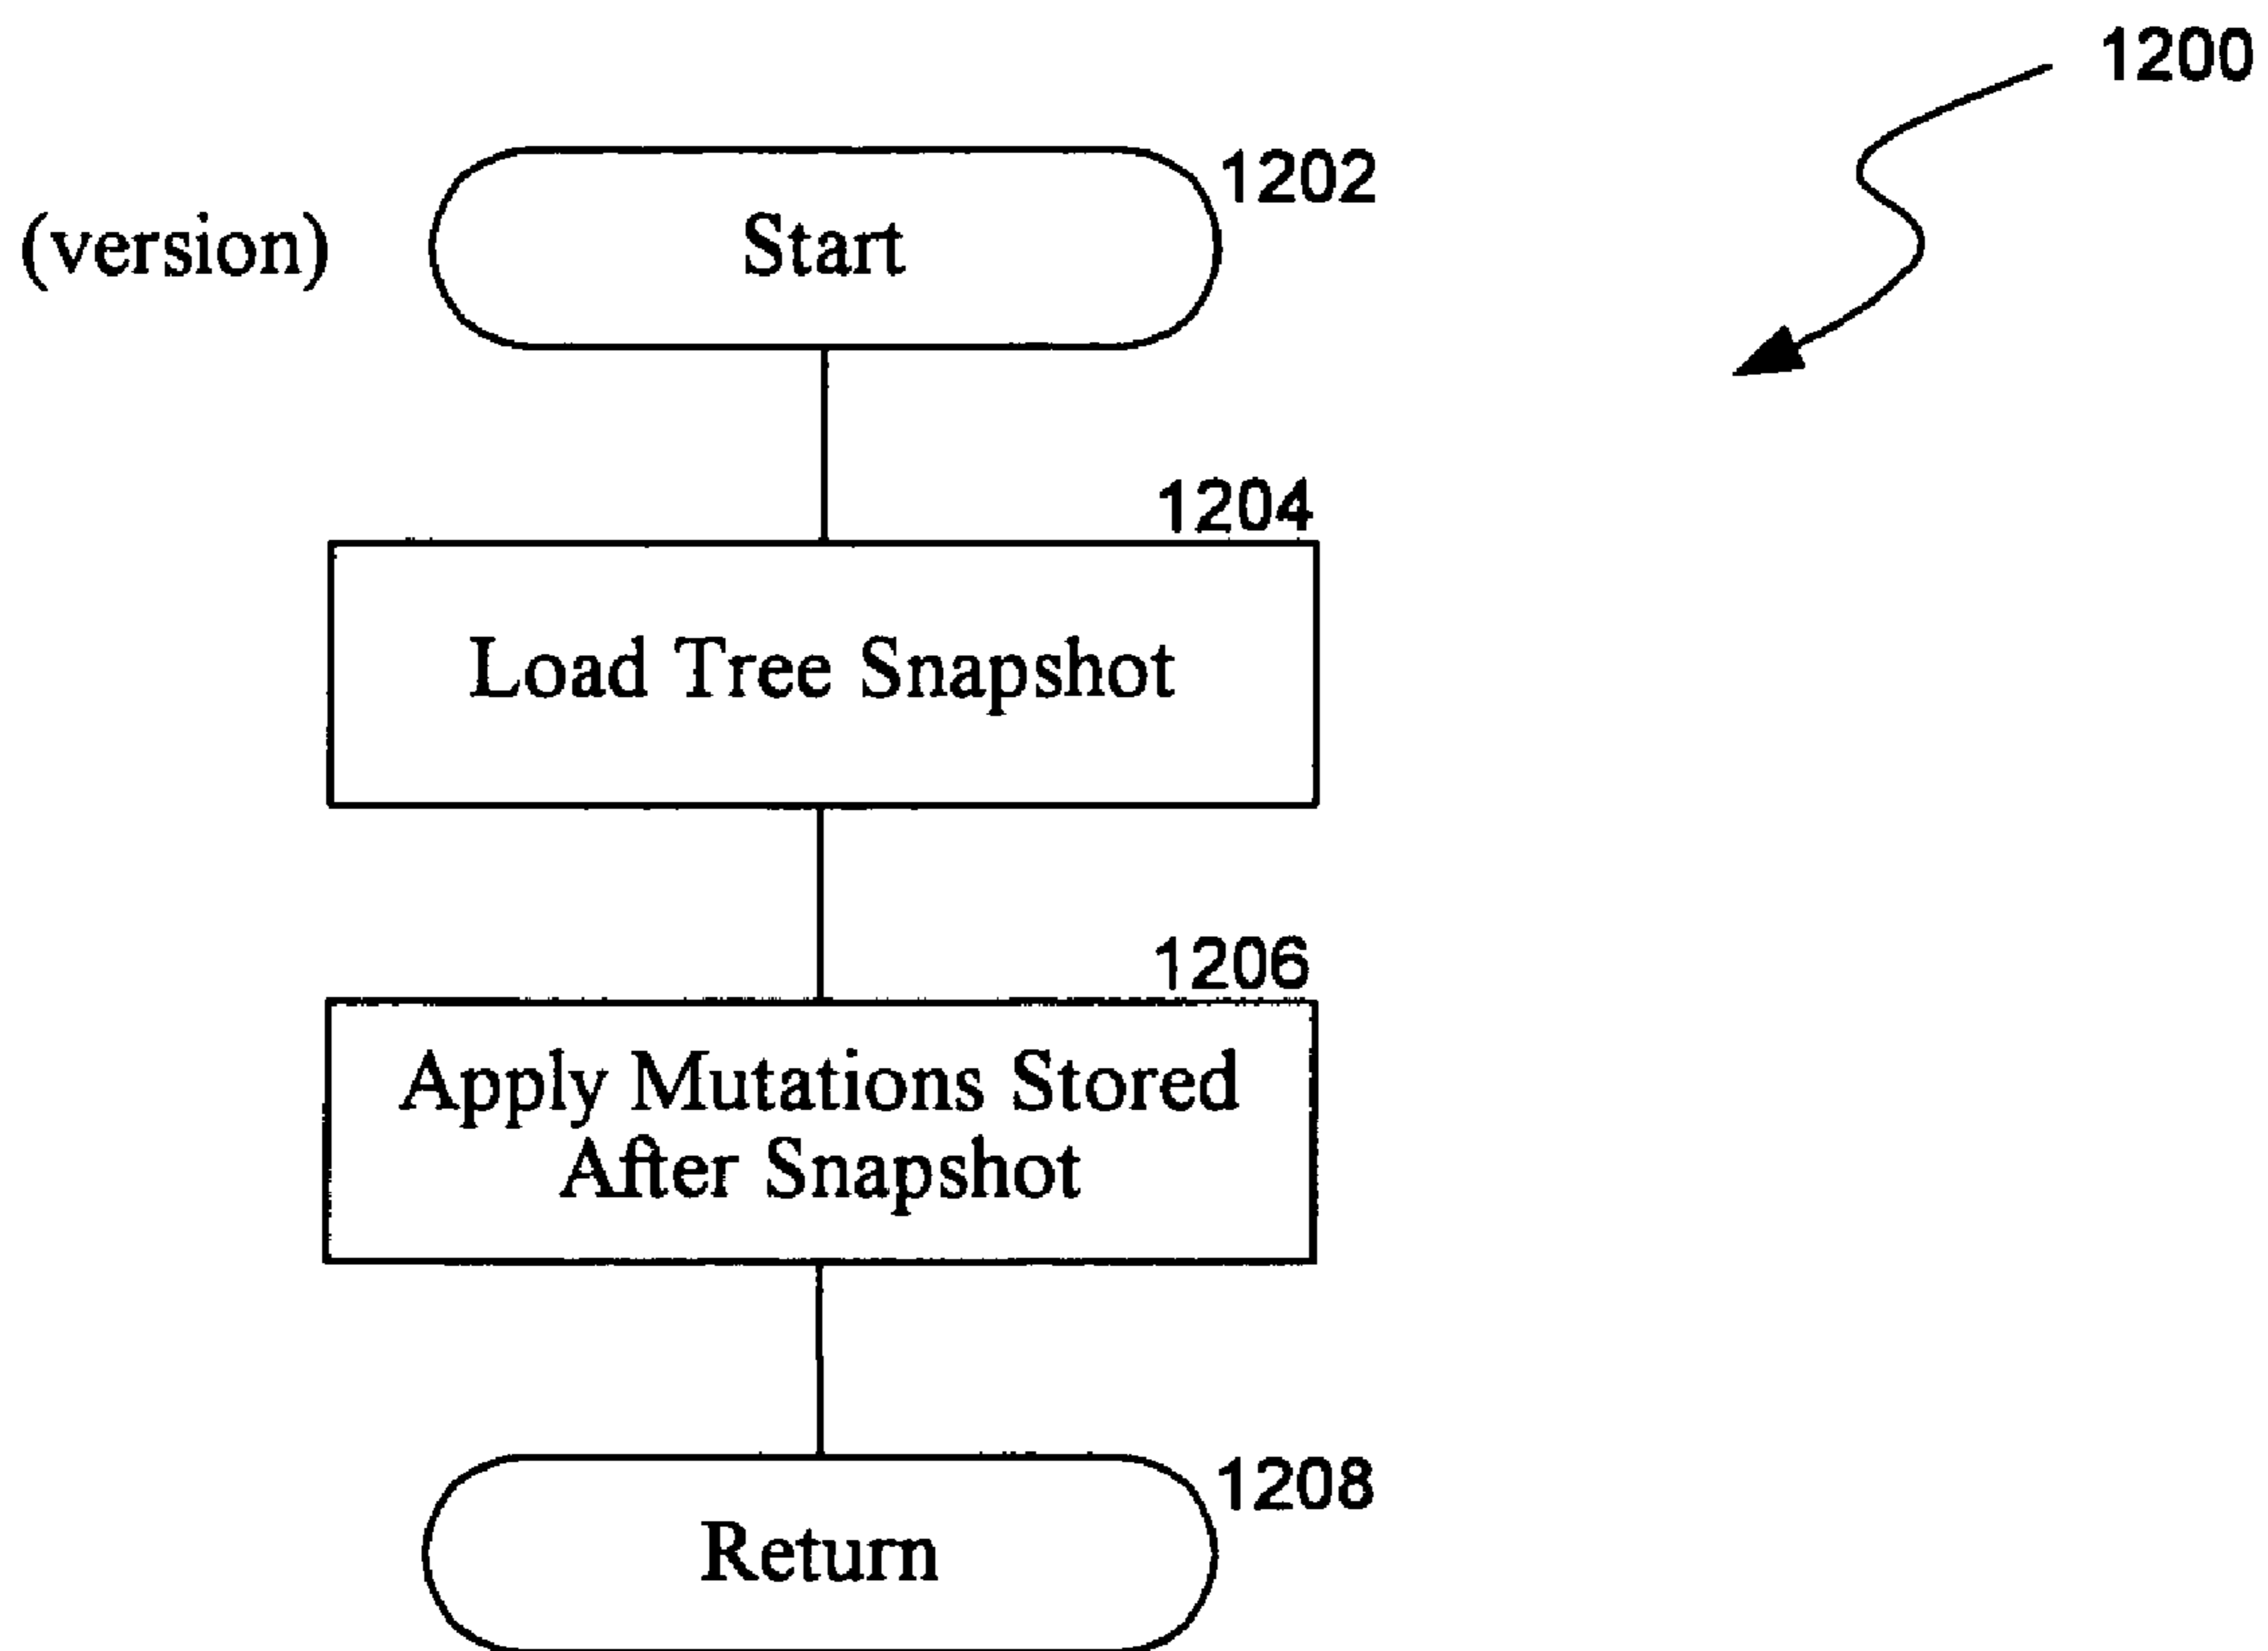 1200
1202
(version)
Start
1204
Load Tree Snapshot
1206
Apply Mutations Stored
After Snapshot
1208
Return